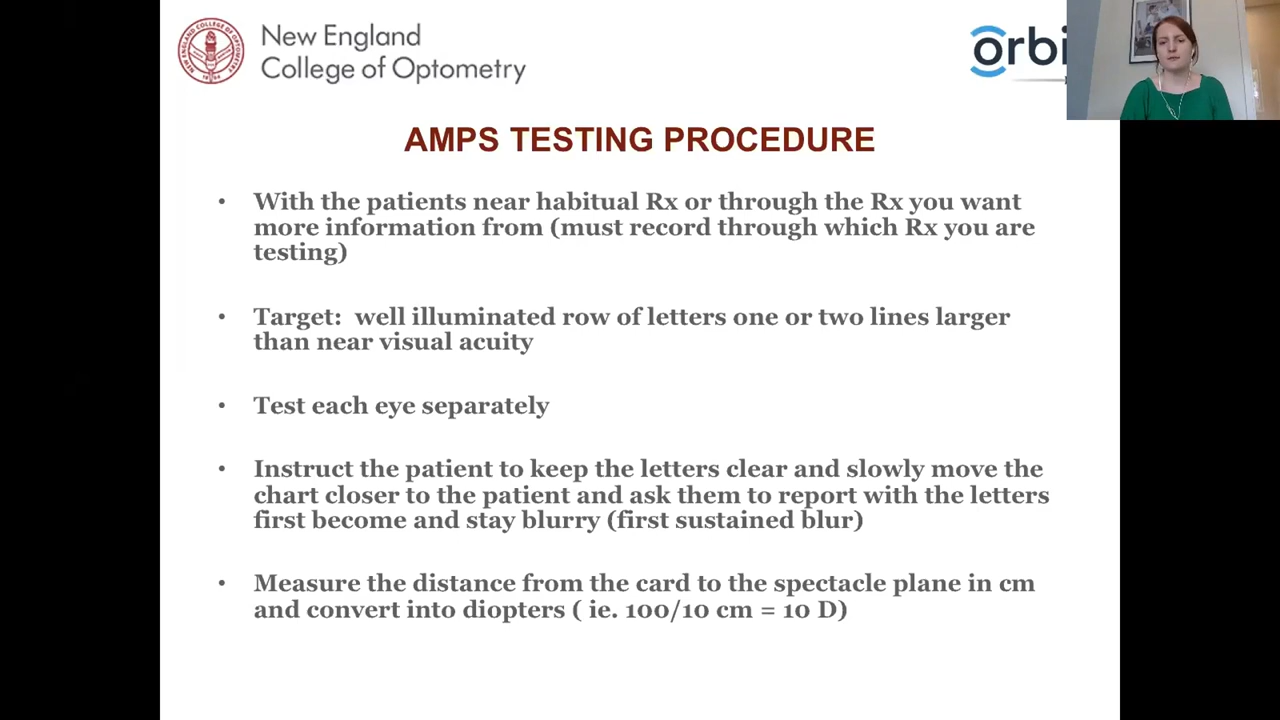 New England
College of Optometry
orbi
AMPS TESTING PROCEDURE
• With the patients near habitual Rx or through the Rx you want
more information from (must record through which Rx you are
testing)
• Target: well illuminated row of letters one or two lines larger
than near visual acuity
• Test each eye separately
• Instruct the patient to keep the letters clear and slowly move the
chart closer to the patient and ask them to report with the letters
first become and stay blurry (first sustained blur)
• Measure the distance from the card to the spectacle plane in cm
and convert into diopters ( ie. 100/10 cm = 10 D)